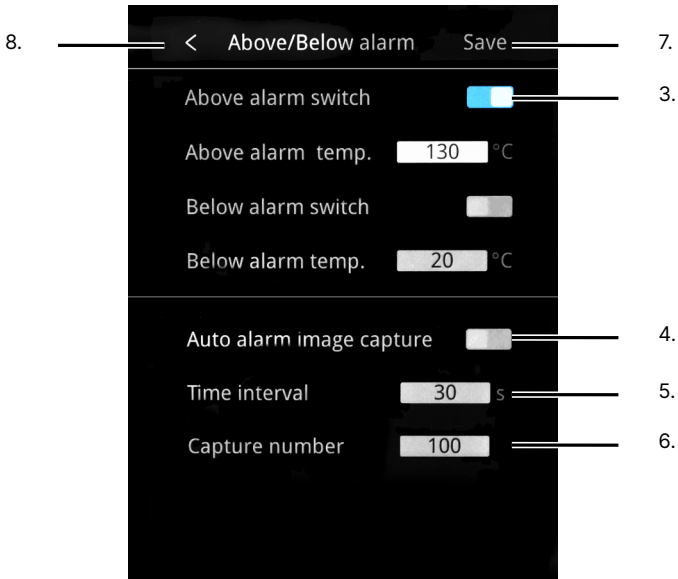 8. < Above/Below alarm Save 7.
Above alarm switch 3.
Above alarm temp. 130 °C
Below alarm switch
Below alarm temp. 20 °C
Auto alarm image capture 4.
Time interval 30 s 5.
Capture number 100 6.